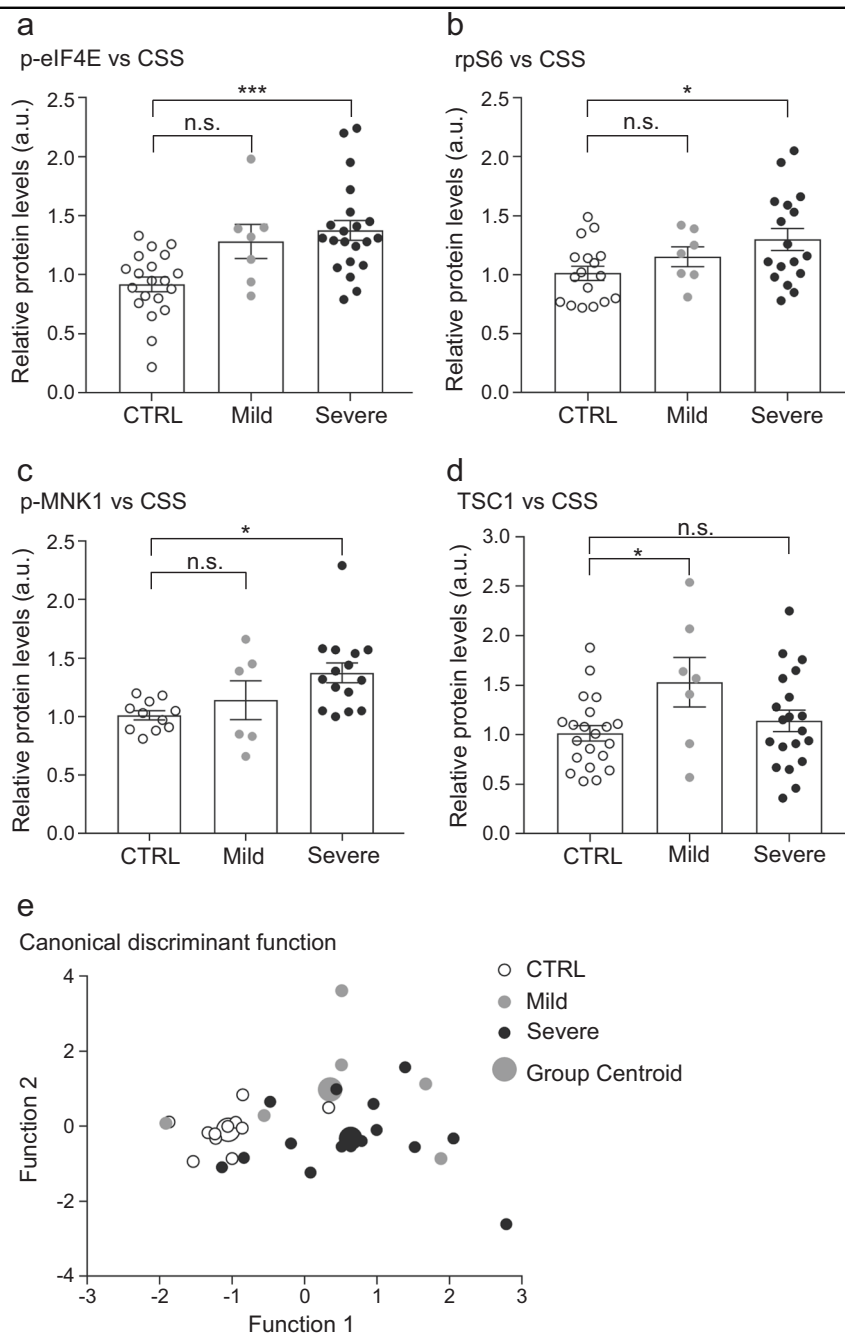 a
p-eIF4E vs CSS
Relative protein levels (a.u.)
2.5
2.0
1.5
1.0
0.5
0.0
***
n.s.
CTRL Mild Severe
b
rpS6 vs CSS
Relative protein levels (a.u.)
2.5
2.0
1.5
1.0
0.5
0.0
*
n.s.
CTRL Mild Severe
c
p-MNK1 vs CSS
Relative protein levels (a.u.)
2.5
2.0
1.5
1.0
0.5
0.0
*
n.s.
CTRL Mild Severe
d
TSC1 vs CSS
Relative protein levels (a.u.)
3.0
2.5
2.0
1.5
1.0
0.5
0.0
n.s.
*
CTRL Mild Severe
e
Canonical discriminant function
Function 2
4
2
0
-2
-4
-3 -2 -1 0 1 2 3
Function 1
CTRL
Mild
Severe
Group Centroid